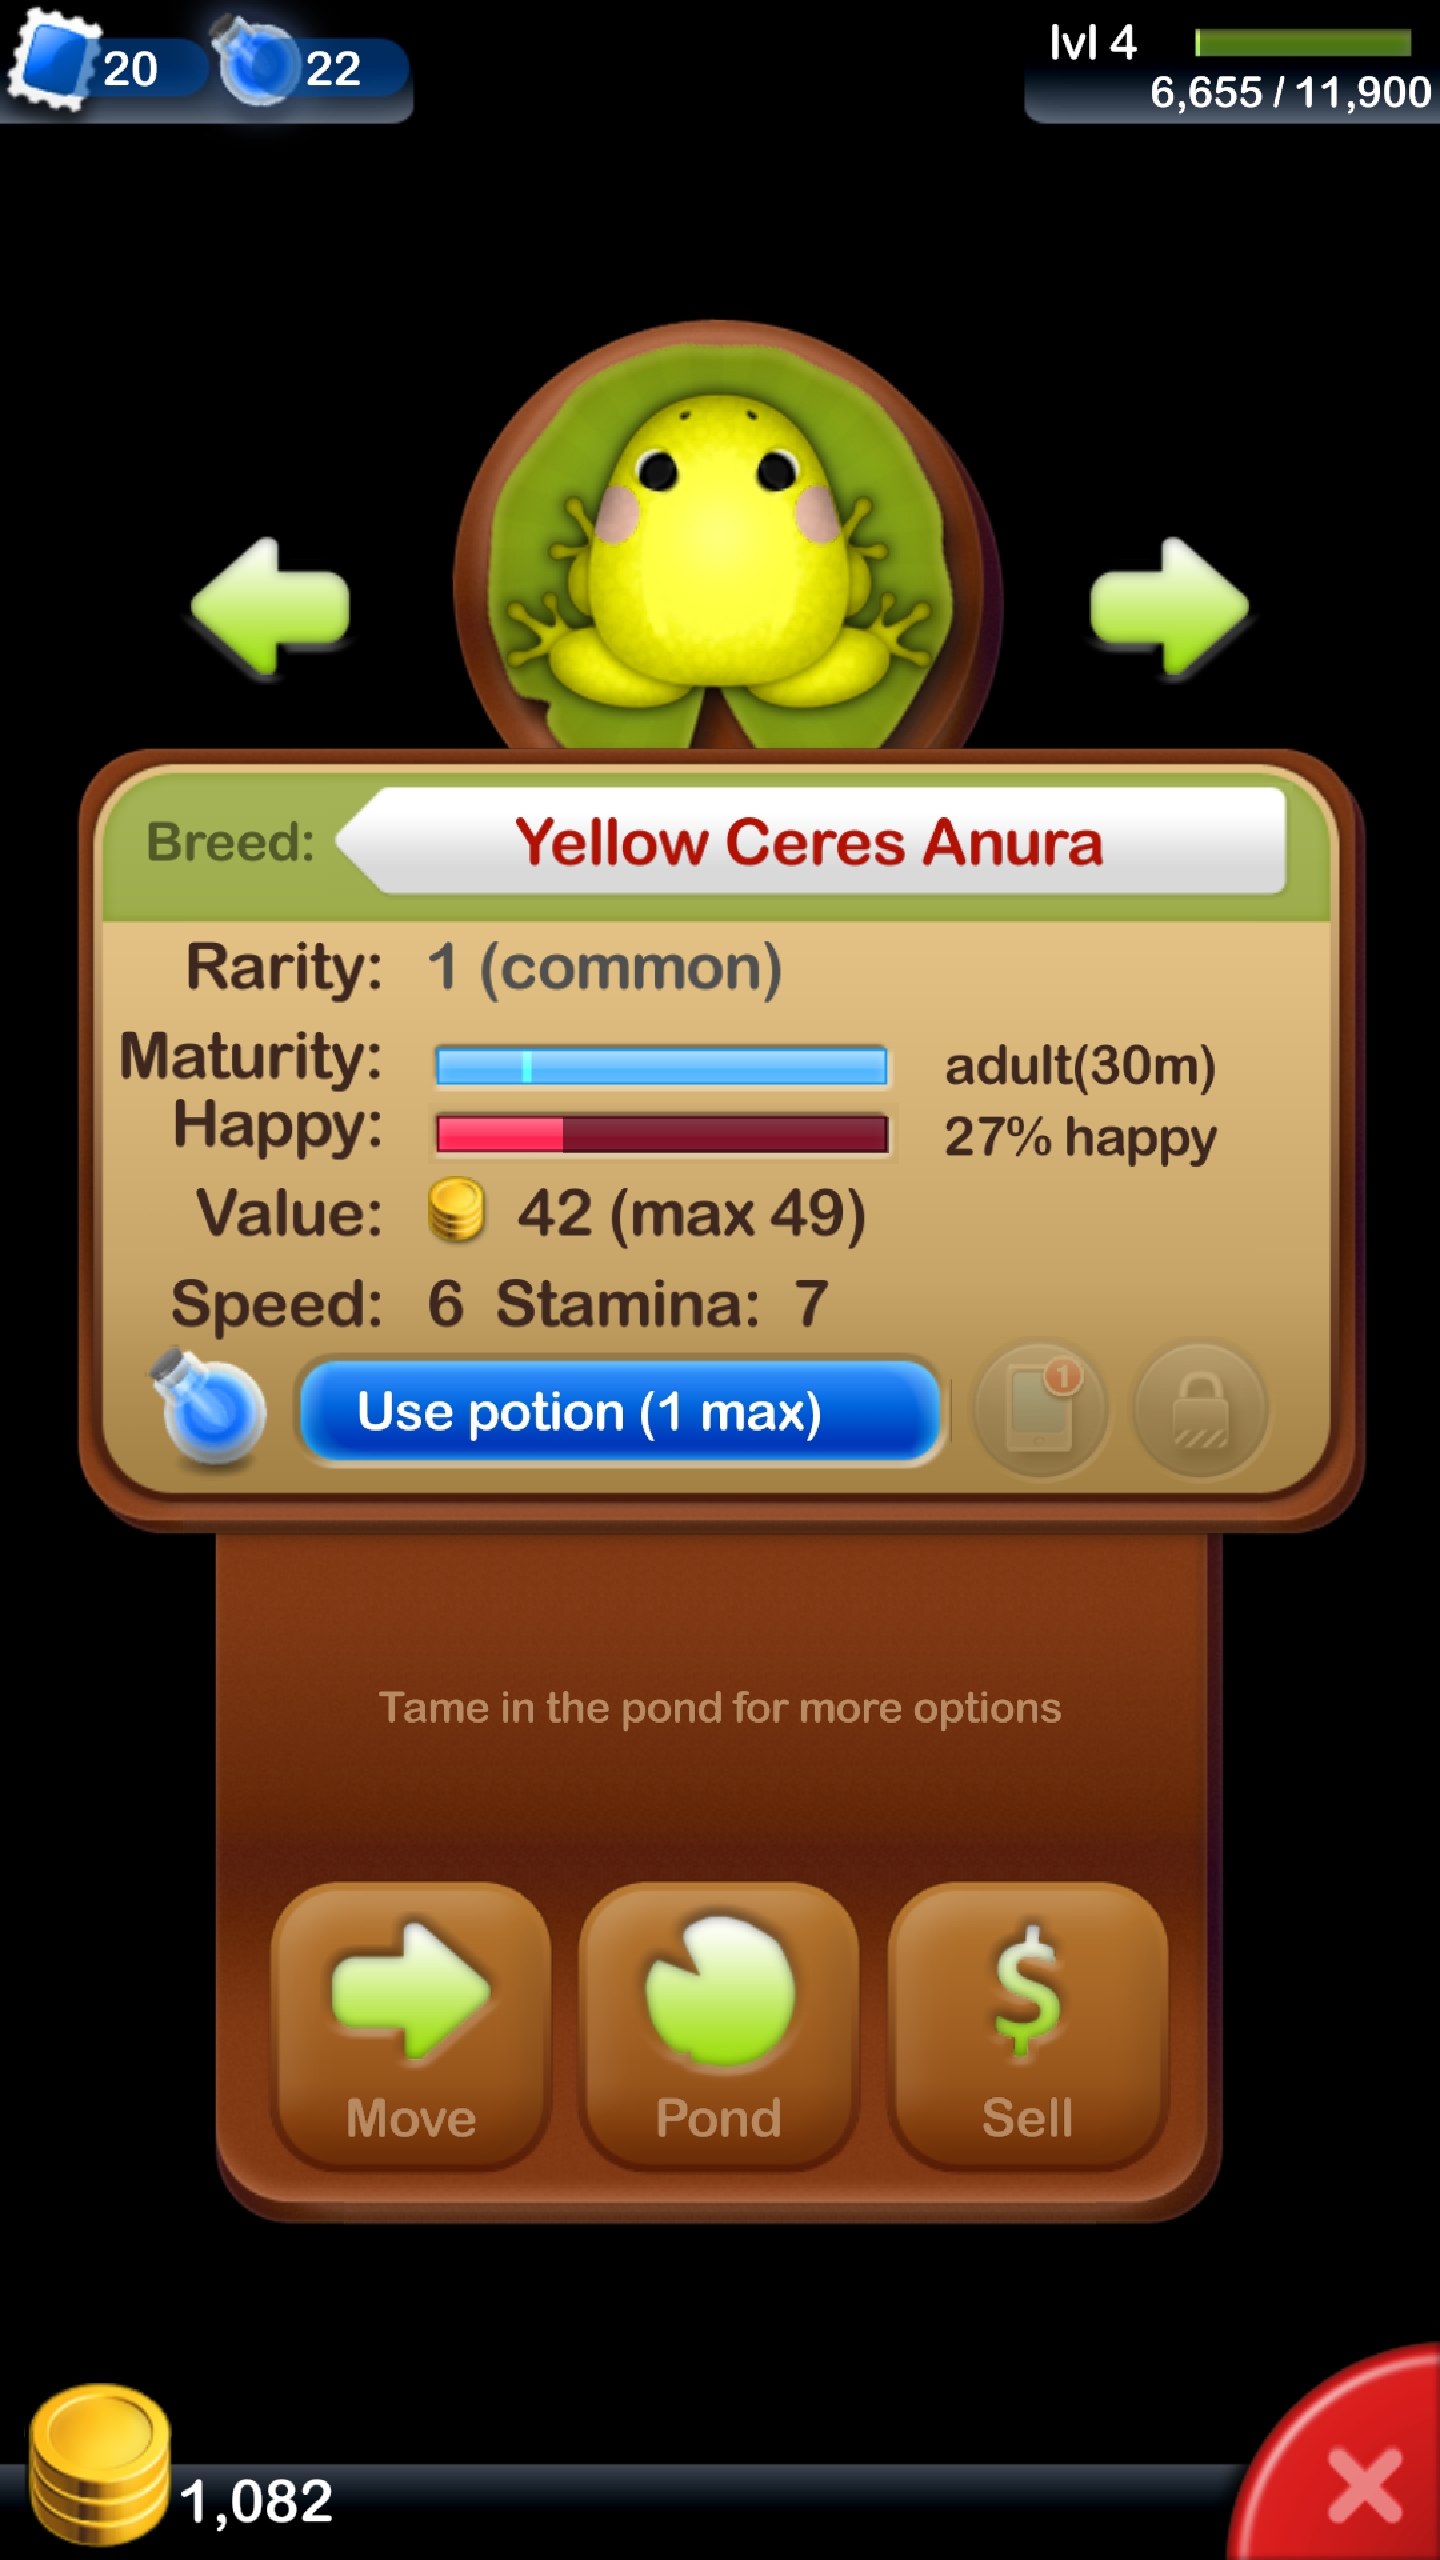 20
22
lvl 4
6,655 / 11,900
Breed: Yellow Ceres Anura
Rarity: 1 (common)
Maturity: adult(30m)
Happy: 27% happy
Value: 42 (max 49)
Speed: 6 Stamina: 7
Use potion (1 max)
1
Tame in the pond for more options
Move
Pond
$
Sell
1,082